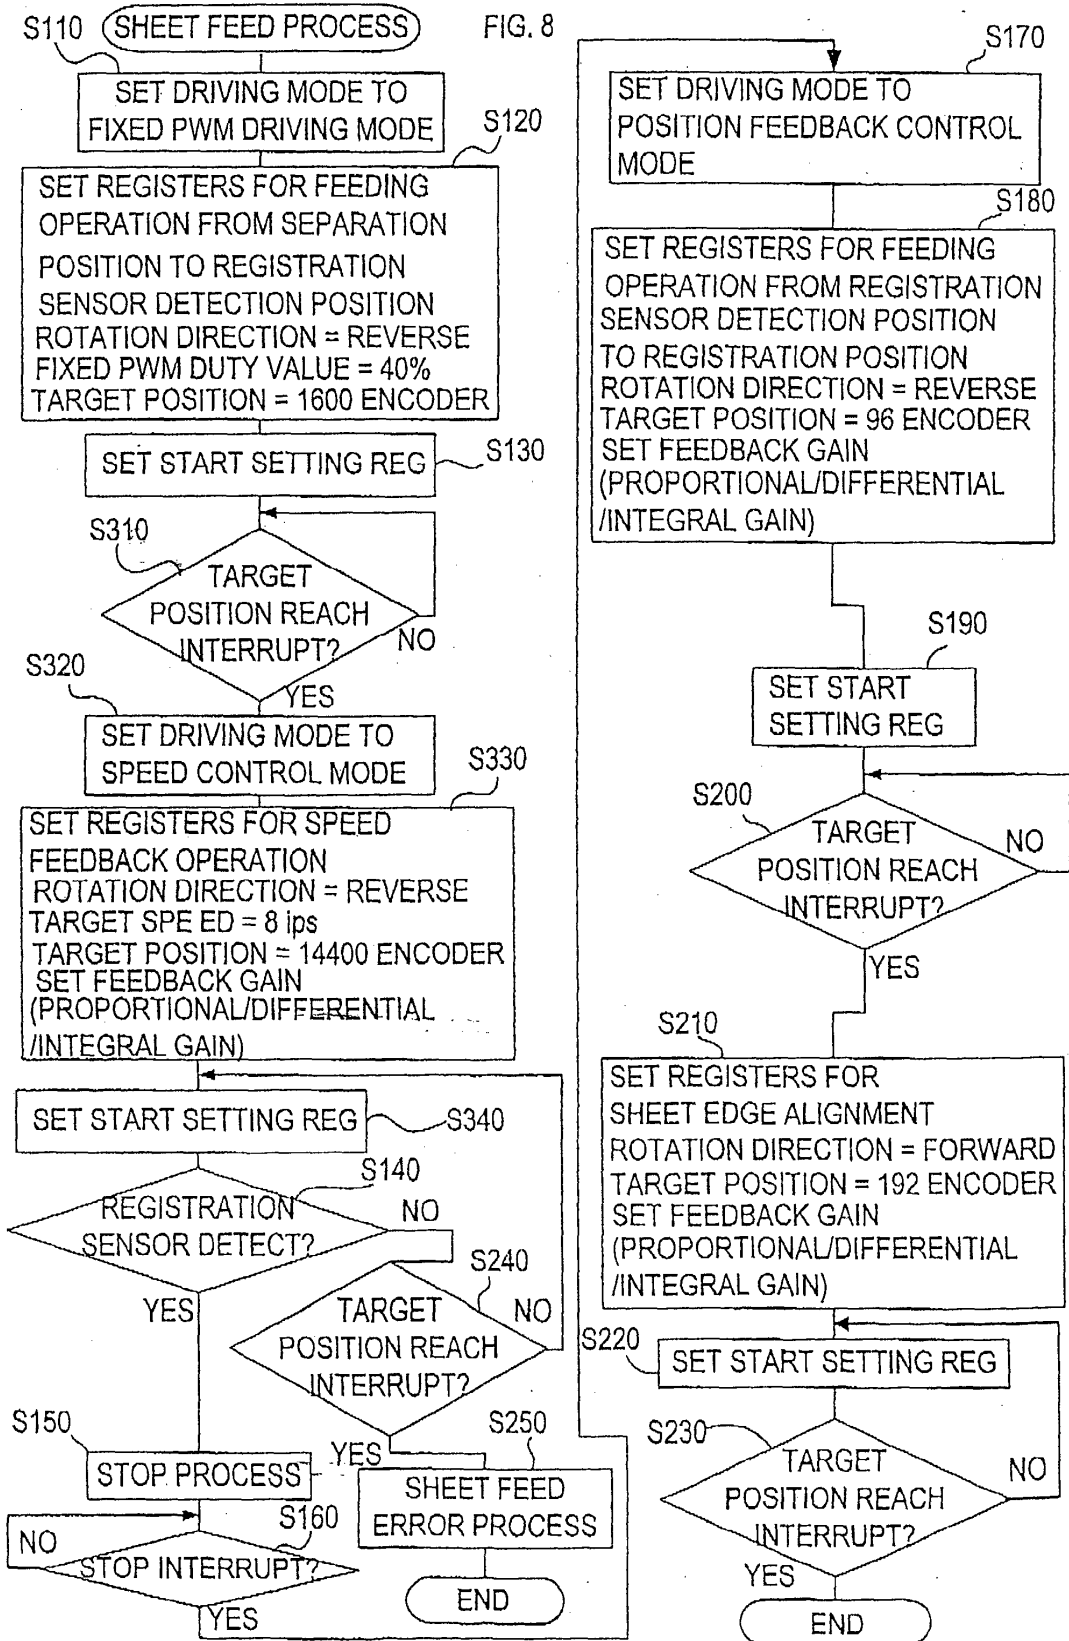 FIG. 8
SHEET FEED PROCESS
S110
SET DRIVING MODE TO
FIXED PWM DRIVING MODE
S120
SET REGISTERS FOR FEEDING
OPERATION FROM SEPARATION
POSITION TO REGISTRATION
SENSOR DETECTION POSITION
ROTATION DIRECTION = REVERSE
FIXED PWM DUTY VALUE = 40%
TARGET POSITION = 1600 ENCODER
S130
SET START SETTING REG
S310
TARGET
POSITION REACH
INTERRUPT?
NO
YES
S320
SET DRIVING MODE TO
SPEED CONTROL MODE
S330
SET REGISTERS FOR SPEED
FEEDBACK OPERATION
ROTATION DIRECTION = REVERSE
TARGET SPE ED = 8 ips
TARGET POSITION = 14400 ENCODER
SET FEEDBACK GAIN
(PROPORTIONAL/DIFFERENTIAL
/INTEGRAL GAIN)
SET START SETTING REG
S340
S140
REGISTRATION
SENSOR DETECT?
NO
YES
S240
TARGET
POSITION REACH
INTERRUPT?
NO
YES
S250
SHEET FEED
ERROR PROCESS
END
S150
STOP PROCESS
S160
STOP INTERRUPT?
NO
YES
S170
SET DRIVING MODE TO
POSITION FEEDBACK CONTROL
MODE
S180
SET REGISTERS FOR FEEDING
OPERATION FROM REGISTRATION
SENSOR DETECTION POSITION
TO REGISTRATION POSITION
ROTATION DIRECTION = REVERSE
TARGET POSITION = 96 ENCODER
SET FEEDBACK GAIN
(PROPORTIONAL/DIFFERENTIAL
/INTEGRAL GAIN)
S190
SET START
SETTING REG
S200
TARGET
POSITION REACH
INTERRUPT?
NO
YES
S210
SET REGISTERS FOR
SHEET EDGE ALIGNMENT
ROTATION DIRECTION = FORWARD
TARGET POSITION = 192 ENCODER
SET FEEDBACK GAIN
(PROPORTIONAL/DIFFERENTIAL
/INTEGRAL GAIN)
S220
SET START SETTING REG
S230
TARGET
POSITION REACH
INTERRUPT?
NO
YES
END